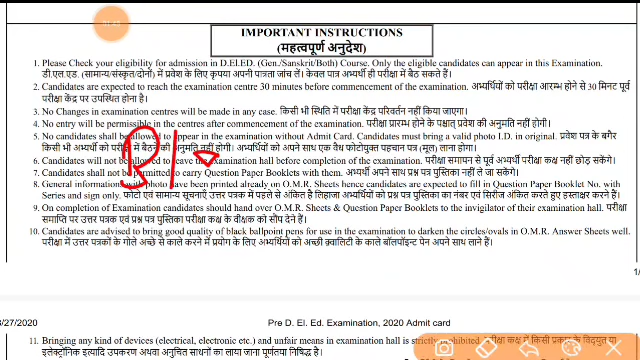 01:45
IMPORTANT INSTRUCTIONS
(महत्वपूर्ण अनुदेश)
1. Please Check your eligibility for admission in D.El.ED. (Gen./Sanskrit/Both) Course. Only the eligible candidates can appear in this Examination.
डी.एल.एड. (सामान्य/संस्कृत/दोनों) में प्रवेश के लिए कृपया अपनी पात्रता जांच लें। केवल पात्र अभ्यर्थी ही परीक्षा में बैठ सकते हैं।
2. Candidates are expected to reach the examination centre 30 minutes before commencement of the examination. अभ्यर्थियों को परीक्षा आरम्भ होने से 30 मिनट पूर्व
परीक्षा केंद्र पर उपस्थित होना है।
3. No Changes in examination centres will be made in any case. किसी भी स्थिति में परीक्षा केंद्र परिवर्तन नहीं किया जाएगा।
4. No entry will be permissible in the centres after commencement of the examination. परीक्षा प्रारम्भ होने के पश्चात् प्रवेश की अनुमति नहीं होगी।
5. No candidates shall be allowed to appear in the examination without Admit Card. Candidates must bring a valid photo I.D. in original. प्रवेश पत्र के बगैर
किसी भी अभ्यर्थी को परीक्षा में बैठने की अनुमति नहीं होगी। अभ्यर्थियों को अपने साथ एक वैध फोटोयुक्त पहचान पत्र (मूल) लाना होगा।
6. Candidates will not be allowed to leave the examination hall before completion of the examination. परीक्षा समापन से पूर्व अभ्यर्थी परीक्षा कक्ष नहीं छोड़ सकेंगे।
7. Candidates shall not be permitted to carry Question Paper Booklets with them. अभ्यर्थी अपने साथ प्रश्न पत्र पुस्तिका नहीं ले जा सकेंगे।
8. General information with photo have been printed already on O.M.R. Sheets hence candidates are expected to fill in Question Paper Booklet No. with
Series and sign only. फोटो एवं सामान्य सूचनाएँ उत्तर पत्रक में पहले से अंकित है लिहाजा अभ्यर्थियों को प्रश्न पत्र पुस्तिका का नंबर एवं सिरीज अंकित करते हुए हस्ताक्षर करने हैं।
9. On completion of Examination candidates should hand over O.M.R. Sheets & Question Paper Booklets to the invigilator of their examination hall. परीक्षा
समाप्ति पर उत्तर पत्रक एवं प्रश्न पत्र पुस्तिका परीक्षा कक्ष के वीक्षक को सौंप देने हैं।
10. Candidates are advised to bring good quality of black ballpoint pens for use in the examination to darken the circles/ovals in O.M.R. Answer Sheets well.
परीक्षा में उत्तर पत्रकों के गोले अच्छे से काले करने में प्रयोग के लिए अभ्यर्थियों को अच्छी क्वालिटी के काले बॉलपॉइन्ट पेन अपने साथ लाने हैं।
1/
3/27/2020 Pre D. El. Ed. Examination, 2020 Admit card
11. Bringing any kind of devices (electrical, electronic etc.) and unfair means in examination hall is strictly prohibited. परीक्षा कक्ष में किसी प्रकार के विद्युत या
इलेक्ट्रॉनिक इत्यादि उपकरण अथवा अनुचित साधनों का लाया जाना पूर्णतया निषिद्ध है।